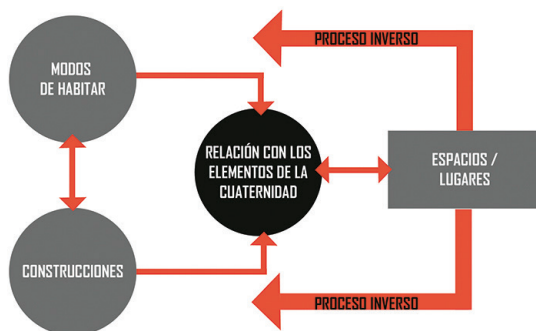 PROCESO INVERSO
MODOS
DE HABITAR
RELACIÓN CON LOS
ELEMENTOS DE LA
CUATERNIDAD
ESPACIOS /
LUGARES
CONSTRUCCIONES
PROCESO INVERSO